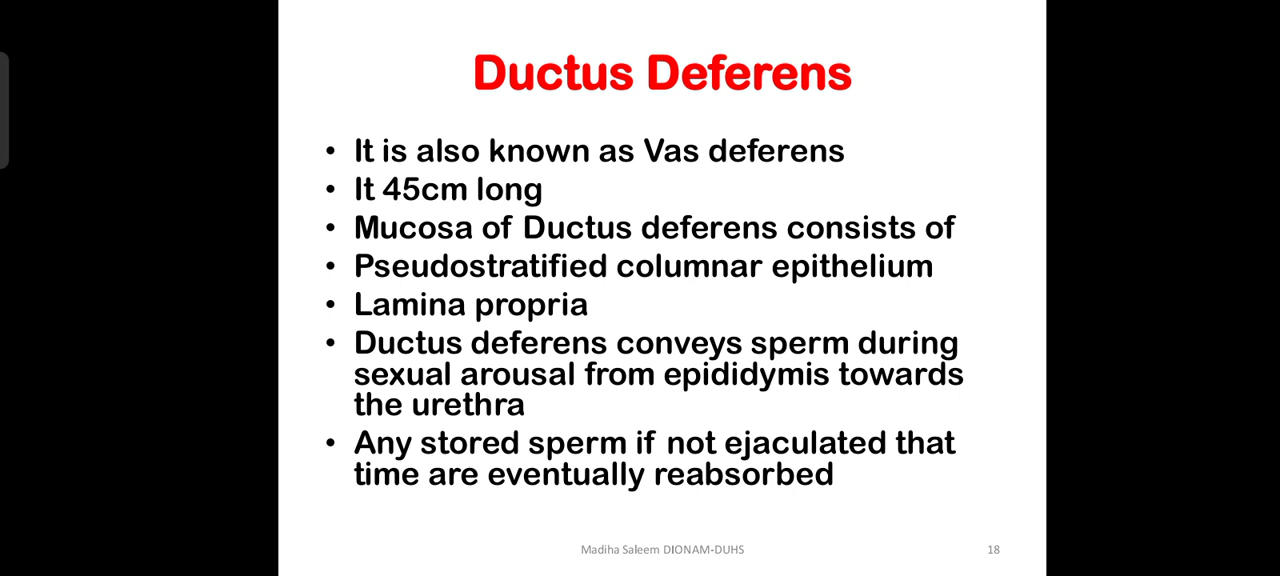 Ductus Deferens
• It is also known as Vas deferens
• It 45cm long
• Mucosa of Ductus deferens consists of
• Pseudostratified columnar epithelium
• Lamina propria
• Ductus deferens conveys sperm during
sexual arousal from epididymis towards
the urethra
• Any stored sperm if not ejaculated that
time are eventually reabsorbed
Madiha Saleem DIONAM-DUHS
18